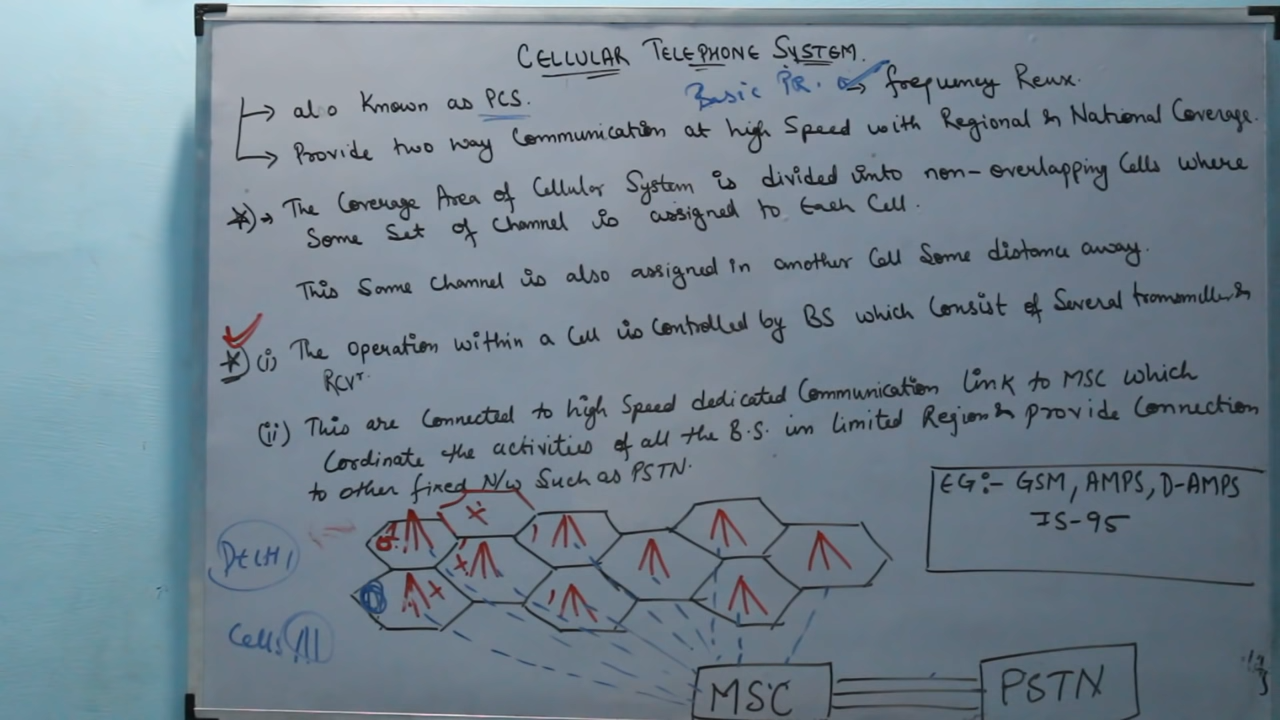 CELLULAR TELEPHONE SYSTEM.
Basic PR. → frequency Reux.
→ also Known as PCS.
→ Provide two way Communication at high Speed with Regional & National Coverage.
*) → The Coverage Area of Cellular System is divided into non-overlapping Cells where
Some Set of Channel is assigned to Each Cell.
This Same Channel is also assigned in another Cell Some distance away.
*) (i) The Operation within a Cell is Controlled by BS which Consist of Several transmitter &
RCVr.
(ii) This are Connected to high Speed dedicated Communication link to MSC which
Cordinate the activities of all the B.S. in limited Region & Provide Connection
to other fixed N/w Such as PSTN.
EG:- GSM, AMPS, D-AMPS
IS-95
DELHI
Cells
MSC
PSTN